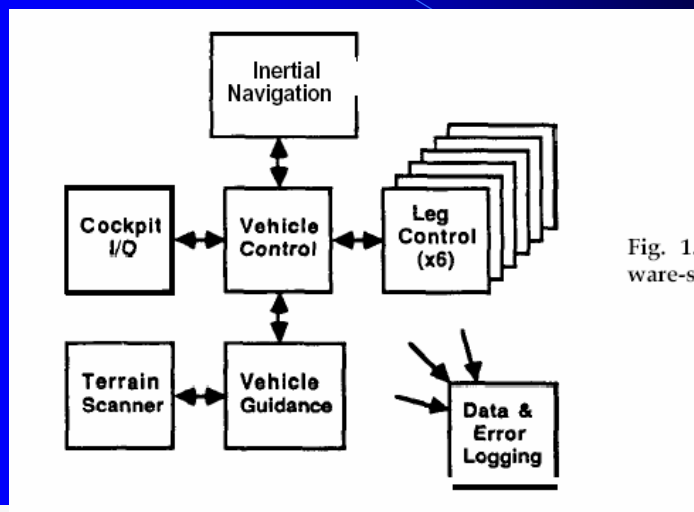 Inertial
Navigation
Cockpit
I/O
Vehicle
Control
Leg
Control
(x6)
Fig. 1.
ware-s
Terrain
Scanner
Vehicle
Guidance
Data &
Error
Logging